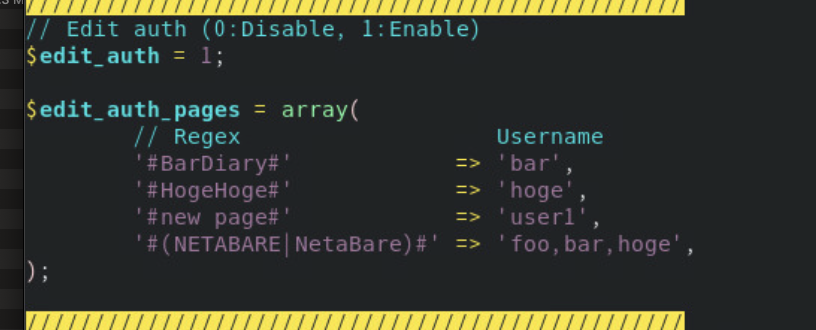 ////////////////////////////////////////////////
// Edit auth (0:Disable, 1:Enable)
$edit_auth = 1;
$edit_auth_pages = array(
// Regex Username
'#BarDiary#' => 'bar',
'#HogeHoge#' => 'hoge',
'#new page#' => 'user1',
'#(NETABARE|NetaBare)#' => 'foo,bar,hoge',
);
////////////////////////////////////////////////